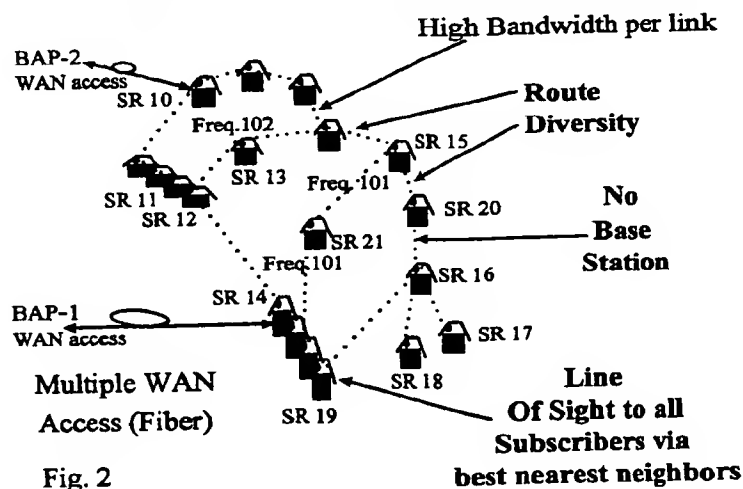 High Bandwidth per link
BAP-2
WAN access
SR 10
Freq.102
Route
Diversity
SR 15
SR 13
SR 11
SR 12
Freq. 101
SR 20
No
Base
Station
SR 21
Freq.101
SR 16
SR 14
BAP-1
WAN access
SR 17
SR 18
Multiple WAN
Access (Fiber)
SR 19
Line
Of Sight to all
Subscribers via
best nearest neighbors
Fig. 2